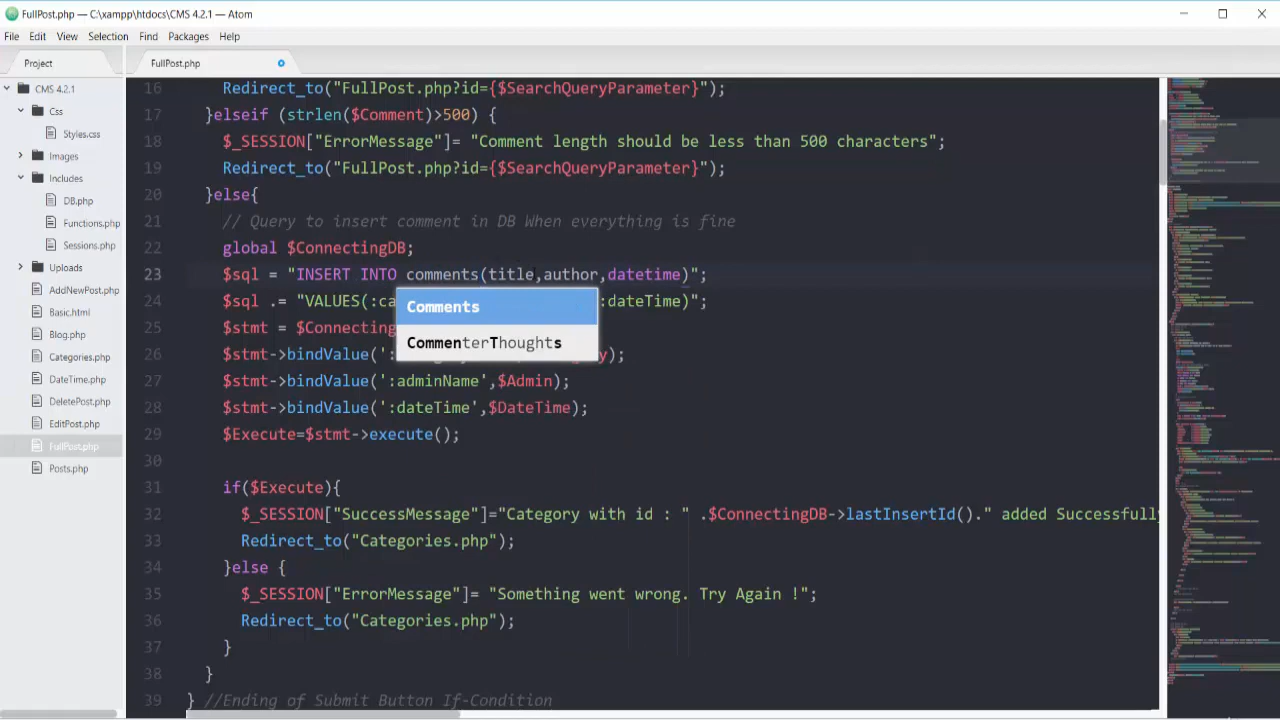 FullPost.php — C:\xampp\htdocs\CMS 4.2.1 — Atom
File Edit View Selection Find Packages Help
Project
FullPost.php
CMS 4.2.1
Css
Styles.css
Images
Includes
DB.php
Functions.php
Sessions.php
Uploads
AddNewPost.php
Basic.html
Blog.php
Categories.php
DateTime.php
DeletePost.php
EditPost.php
FullPost.php
Posts.php
16 Redirect_to("FullPost.php?id={$SearchQueryParameter}");
17 }elseif (strlen($Comment)>500) {
18 $_SESSION["ErrorMessage"]= "Comment length should be less than 500 characters";
19 Redirect_to("FullPost.php?id={$SearchQueryParameter}");
20 }else{
21 // Query to insert comment in DB When everything is fine
22 global $ConnectingDB;
23 $sql = "INSERT INTO comments(title,author,datetime)";
24 $sql .= "VALUES(:ca :dateTime)";
25 $stmt = $Connecting
26 $stmt->bindValue(' y);
27 $stmt->bindValue(':adminName',$Admin);
28 $stmt->bindValue(':dateTime',$DateTime);
29 $Execute=$stmt->execute();
30
31 if($Execute){
32 $_SESSION["SuccessMessage"]="Category with id : " .$ConnectingDB->lastInsertId()." added Successfully
33 Redirect_to("Categories.php");
34 }else {
35 $_SESSION["ErrorMessage"]= "Something went wrong. Try Again !";
36 Redirect_to("Categories.php");
37 }
38 }
39 } //Ending of Submit Button If-Condition
Comments
CommenterThoughts